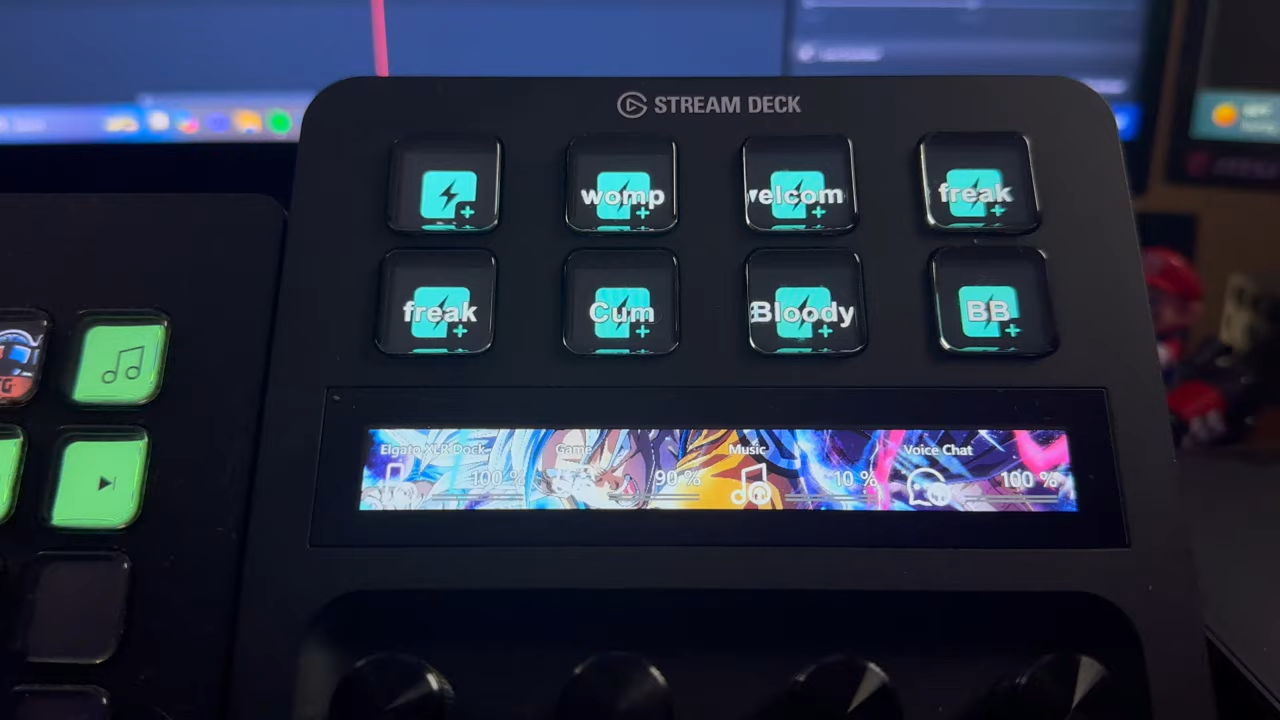 STREAM DECK
womp
velcom
freak
freak
Cum
Bloody
BB
Elgato XLR Dock
Game
Music
Voice Chat
100 %
90 %
10 %
100 %